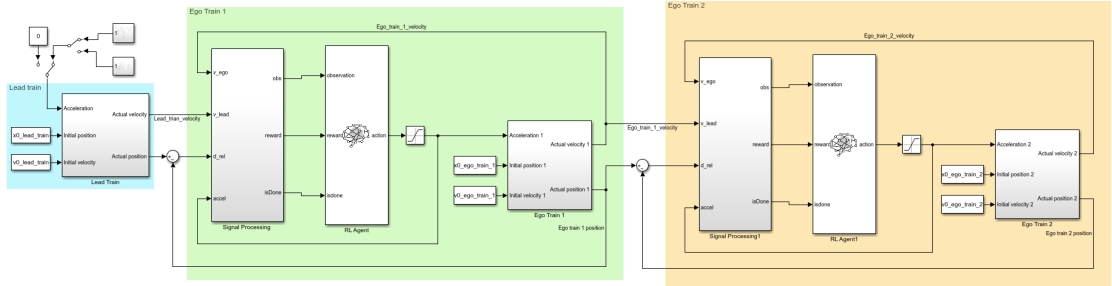 Ego Train 1
Ego Train 2
0
1
1
Ego_train_1_velocity
Ego_train_2_velocity
Lead train
Acceleration
Initial position
Initial velocity
Actual velocity
Actual position
x0_lead_train
v0_lead_train
Lead Train
Lead_trian_velocity
v_ego
v_lead
d_rel
accel
obs
reward
isDone
Signal Processing
observation
reward
isdone
action
RL Agent
Acceleration 1
Initial position 1
Initial velocity 1
Actual velocity 1
Actual position 1
x0_ego_train_1
v0_ego_train_1
Ego Train 1
Ego train 1 position
Ego_train_1_velocity
v_ego
v_lead
d_rel
accel
obs
reward
isDone
Signal Processing1
observation
reward
isdone
action
RL Agent1
Acceleration 2
Initial position 2
Initial velocity 2
Actual velocity 2
Actual position 2
x0_ego_train_2
v0_ego_train_2
Ego Train 2
Ego train 2 position